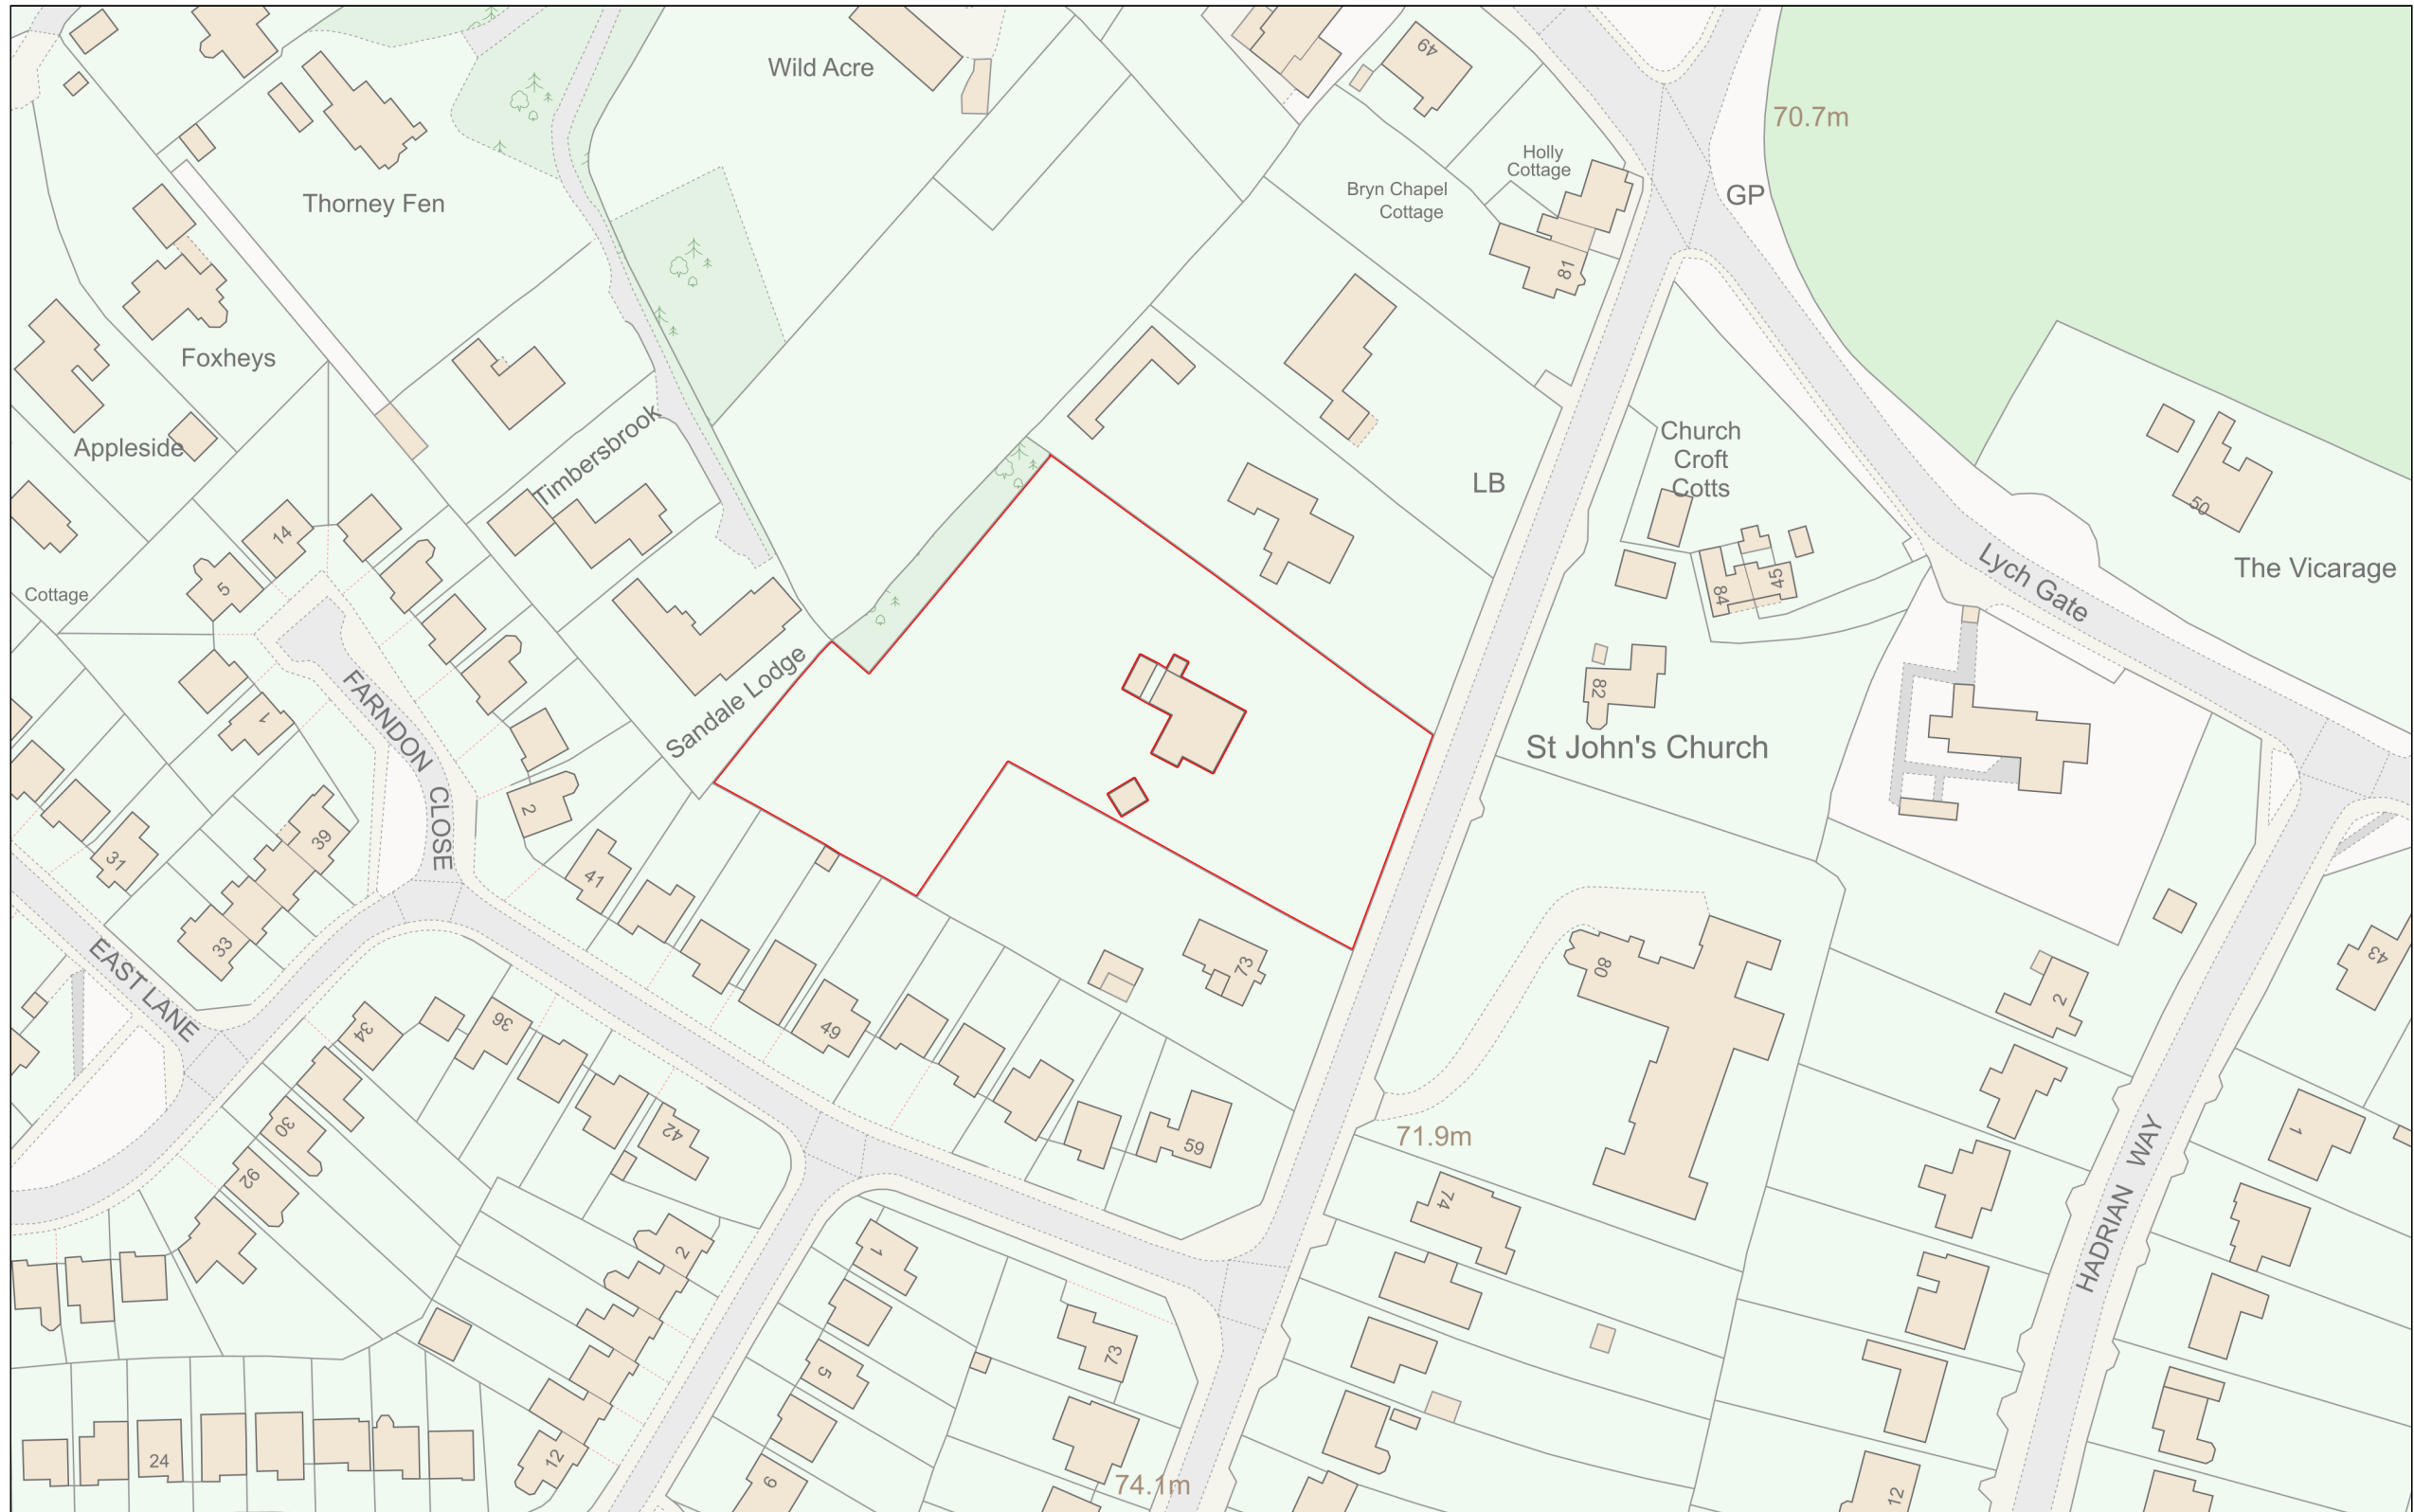 Wild Acre
49
70.7m
Holly
Cottage
GP
Bryn Chapel
Cottage
Thorney Fen
81
Foxheys
Church
Croft
Cotts
Appleside
Timbersbrook
LB
50
14
Lych Gate
The Vicarage
5
84
45
Cottage
82
Sandale Lodge
St John's Church
1
FARNDON CLOSE
2
39
31
41
33
73
80
43
EAST LANE
2
34
36
49
30
42
59
71.9m
1
26
74
HADRIAN WAY
2
1
73
5
24
12
6
74.1m
12